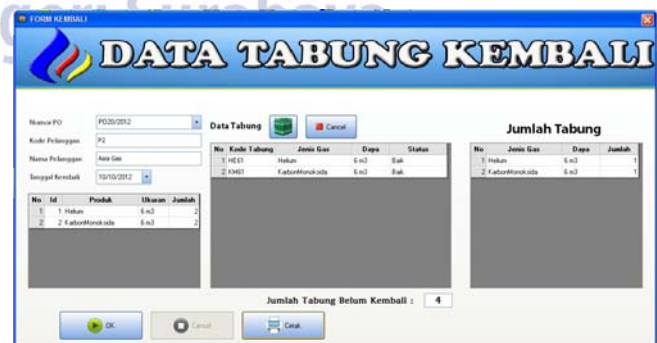 geri Surabaya
FORM KEMBALI
DATA TABUNG KEMBALI
Nomor PO PO20/2012
Kode Pelanggan P2
Nama Pelanggan Asia Gas
Tanggal Kembali 10/10/2012
No Id Produk Ukuran Jumlah
1 1 Helium 6 m3 2
2 2 KarbonMonoksida 6 m3 2
Data Tabung Cancel
No Kode Tabung Jenis Gas Daya Status
1 HE61 Helium 6 m3 Baik
2 KM61 KarbonMonoksida 6 m3 Baik
Jumlah Tabung
No Jenis Gas Daya Jumlah
1 Helium 6 m3 1
2 KarbonMonoksida 6 m3 1
Jumlah Tabung Belum Kembali : 4
OK Cancel Cetak